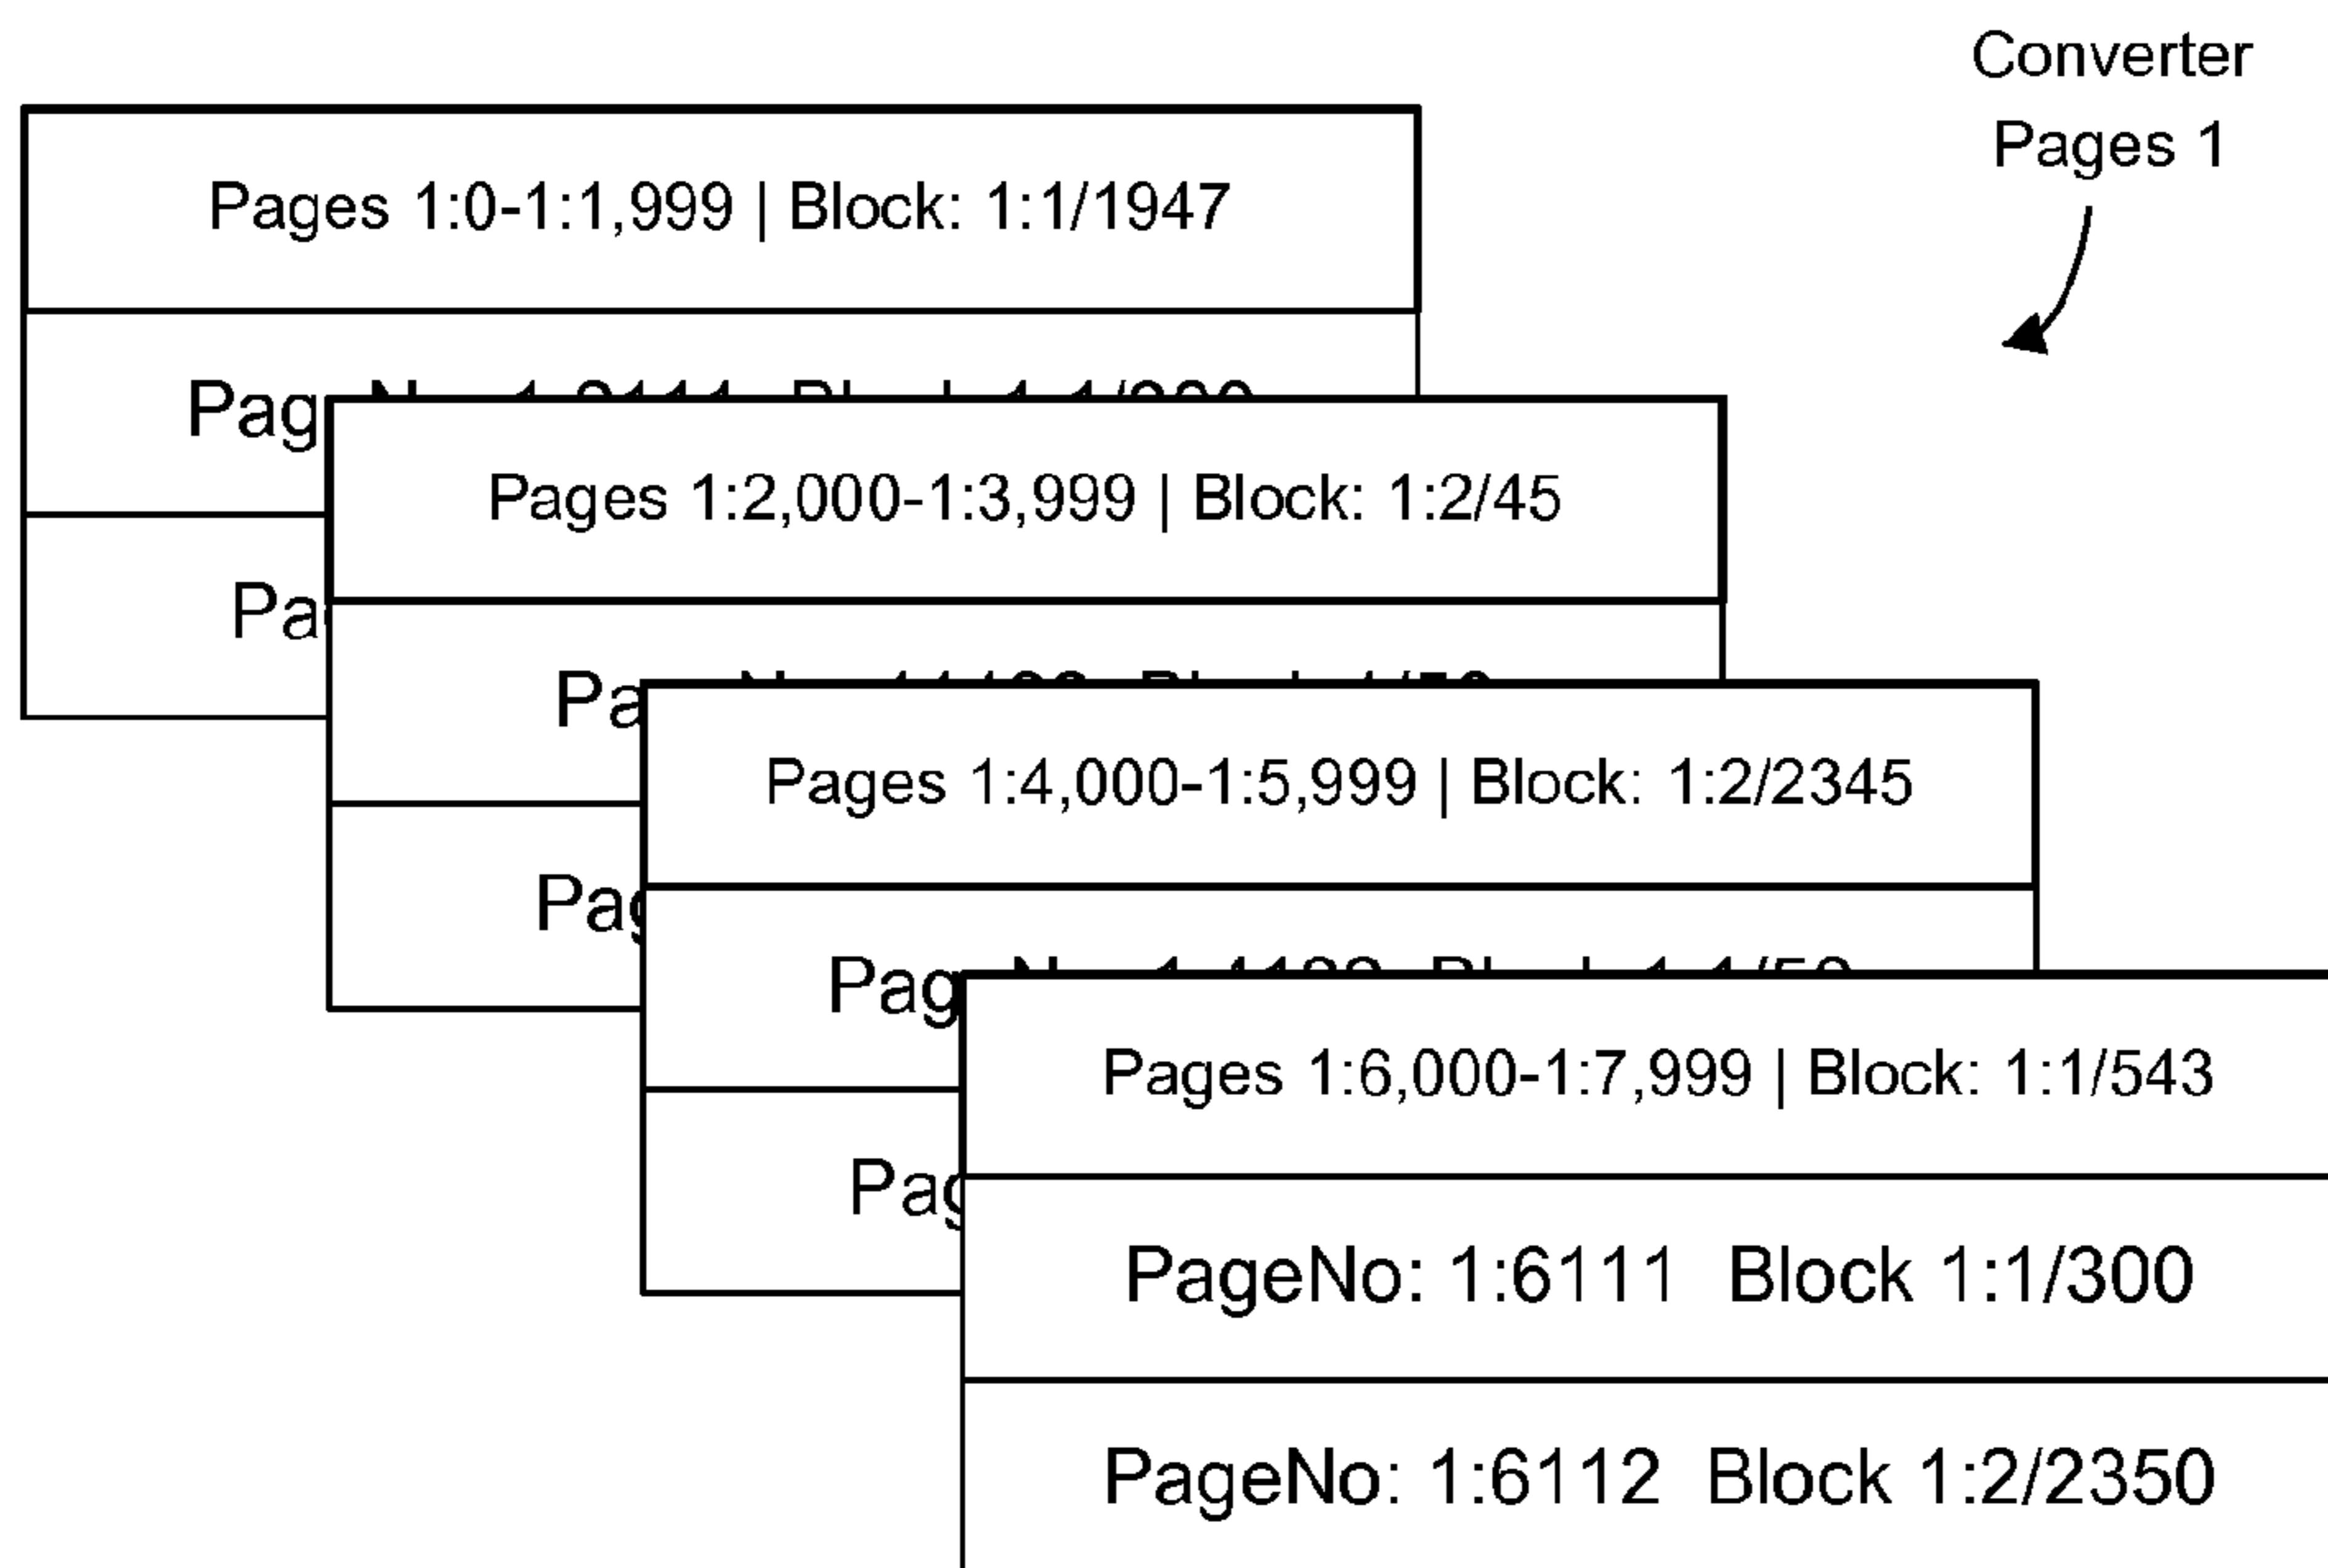 Converter
Pages 1
Pages 1:0-1:1,999 | Block: 1:1/1947
Pages 1:2,000-1:3,999 | Block: 1:2/45
Pages 1:4,000-1:5,999 | Block: 1:2/2345
Pages 1:6,000-1:7,999 | Block: 1:1/543
PageNo: 1:6111 Block 1:1/300
PageNo: 1:6112 Block 1:2/2350